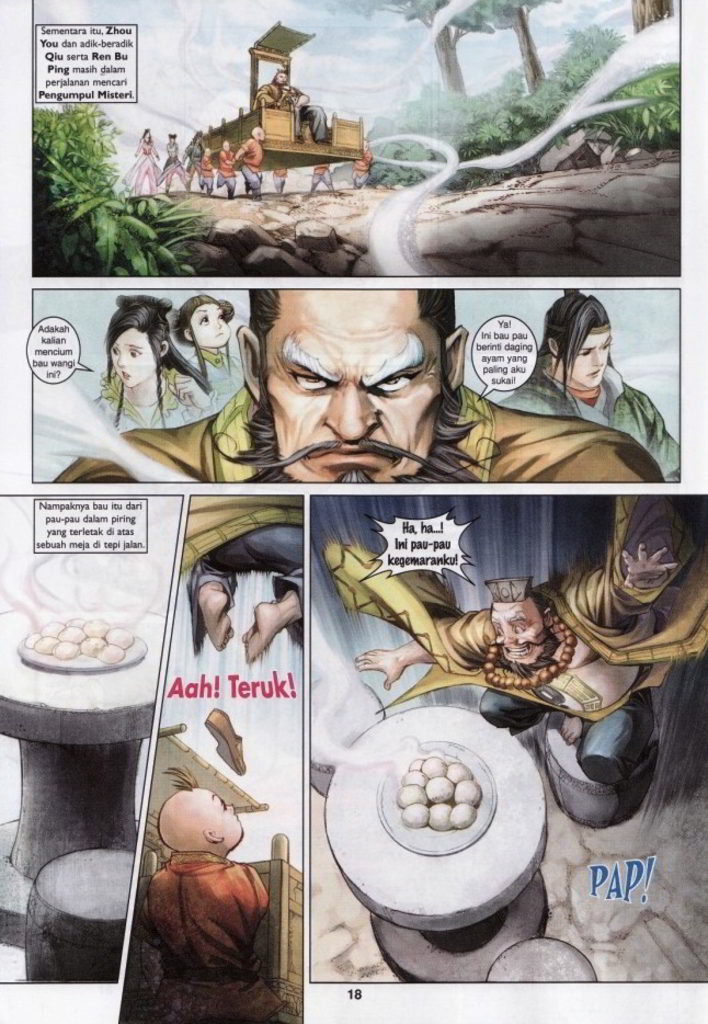 Sementara itu, Zhou
You dan adik-beradik
Qiu serta Ren Bu
Ping masih dalam
perjalanan mencari
Pengumpul Misteri.
Adakah
kalian
mencium
bau wangi
ini?
Ya!
Ini bau pau
berinti daging
ayam yang
paling aku
sukai!
Nampaknya bau itu dari
pau-pau dalam piring
yang terletak di atas
sebuah meja di tepi jalan.
Aah! Teruk!
Ha, ha...!
Ini pau-pau
kegemaranku!
PAP!
18